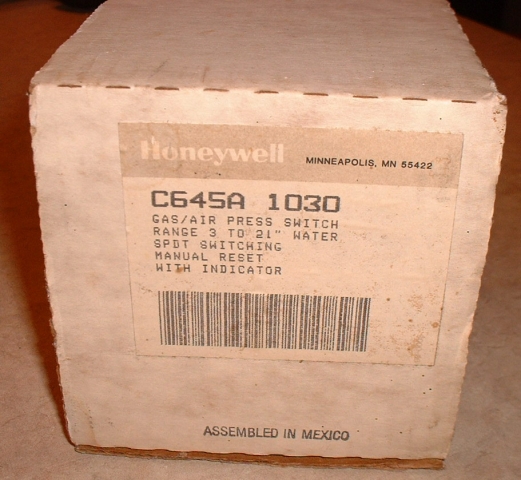 Honeywell MINNEAPOLIS, MN 55422
C645A 1030
GAS/AIR PRESS SWITCH
RANGE 3 TO 21" WATER
SPDT SWITCHING
MANUAL RESET
WITH INDICATOR
ASSEMBLED IN MEXICO